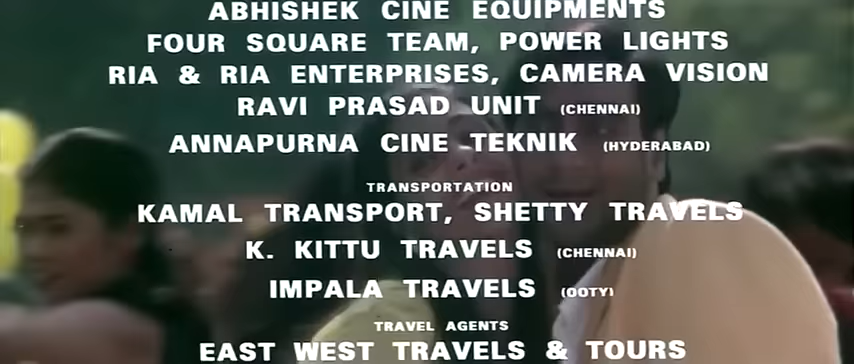 ABHISHEK CINE EQUIPMENTS
FOUR SQUARE TEAM, POWER LIGHTS
RIA & RIA ENTERPRISES, CAMERA VISION
RAVI PRASAD UNIT (CHENNAI)
ANNAPURNA CINE TEKNIK (HYDERABAD)
TRANSPORTATION
KAMAL TRANSPORT, SHETTY TRAVELS
K. KITTU TRAVELS (CHENNAI)
IMPALA TRAVELS (OOTY)
TRAVEL AGENTS
EAST WEST TRAVELS & TOURS